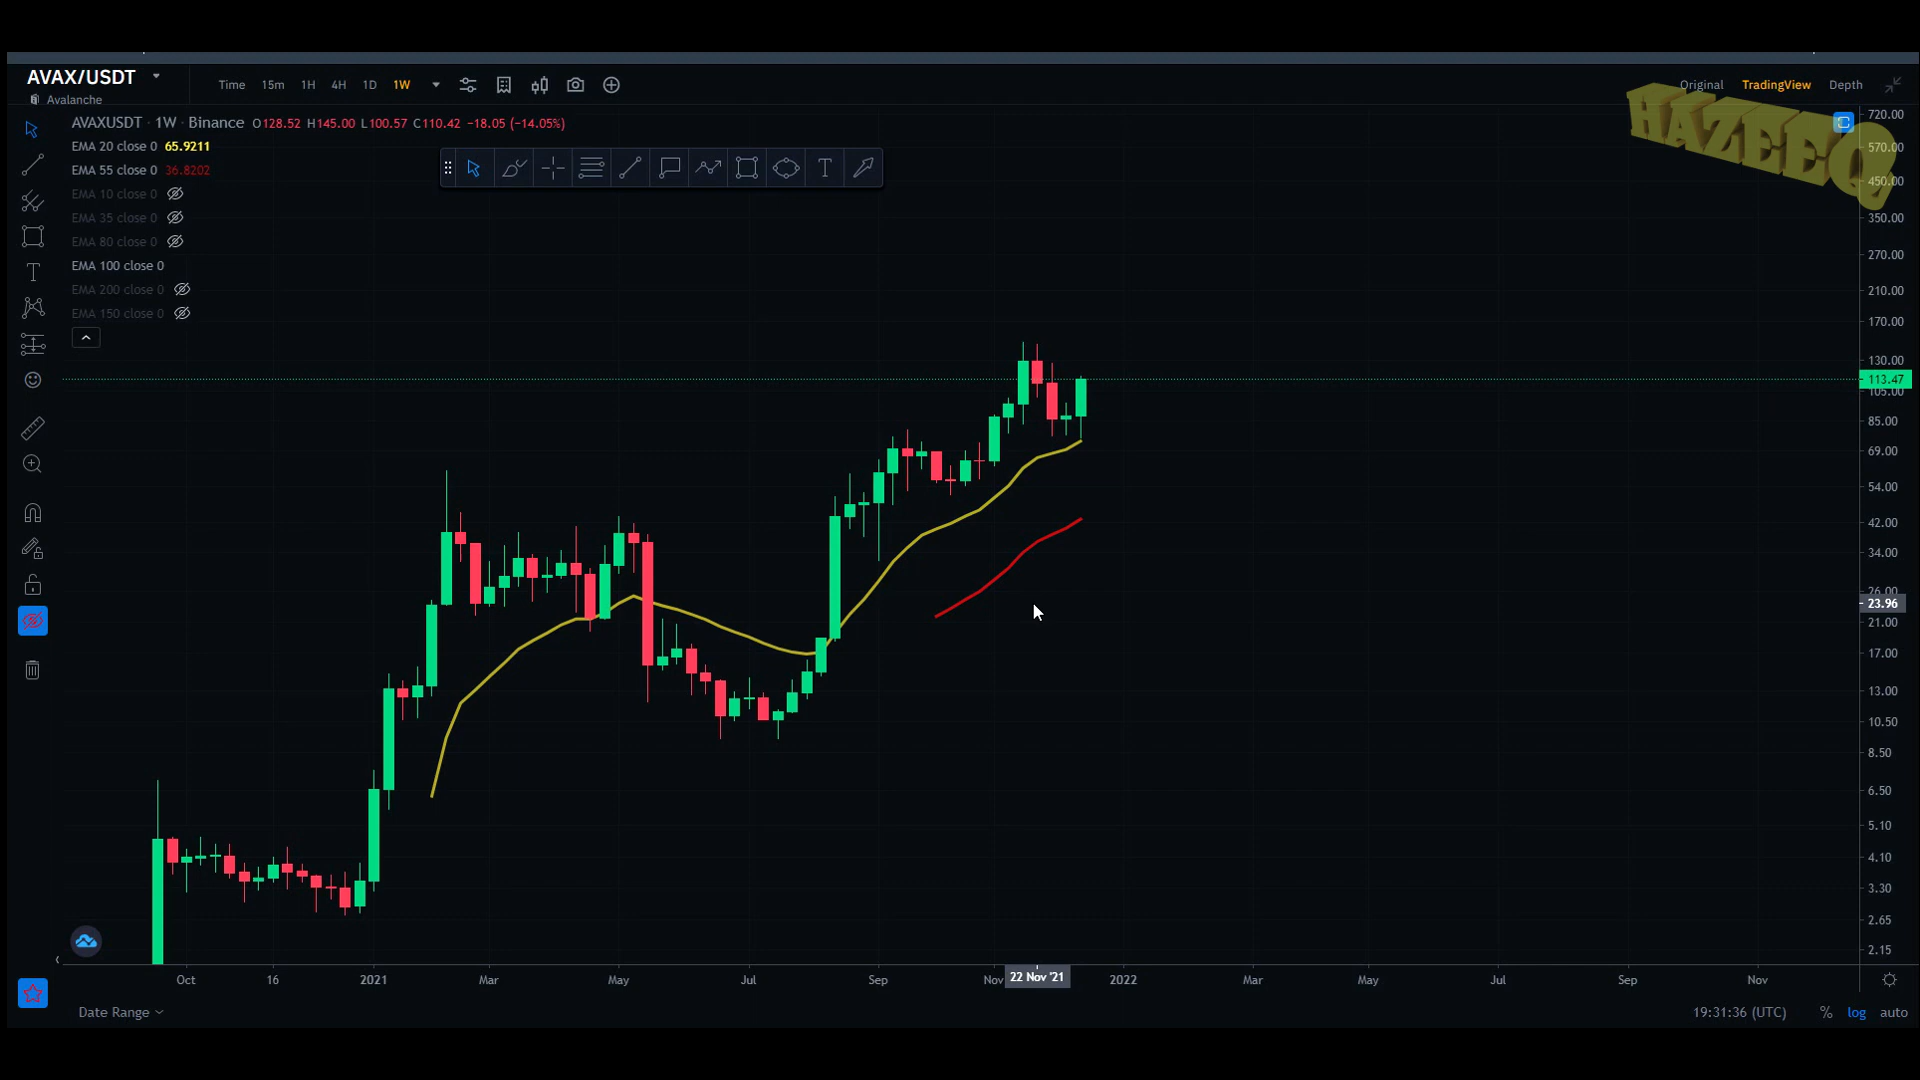 AVAX/USDT
Avalanche
Time 15m 1H 4H 1D 1W
Original TradingView Depth
HAZEEQ
AVAXUSDT · 1W · Binance O128.52 H145.00 L100.57 C110.42 −18.05 (−14.05%)
EMA 20 close 0 65.9211
EMA 55 close 0 36.8202
EMA 10 close 0
EMA 35 close 0
EMA 80 close 0
EMA 100 close 0
EMA 200 close 0
EMA 150 close 0
T
T
720.00
570.00
450.00
350.00
270.00
210.00
170.00
130.00
113.47
105.00
85.00
69.00
54.00
42.00
34.00
26.00
23.96
21.00
17.00
13.00
10.50
8.50
6.50
5.10
4.10
3.30
2.65
2.15
Oct 16 2021 Mar May Jul Sep Nov 22 Nov '21 2022 Mar May Jul Sep Nov
Date Range
19:31:36 (UTC) % log auto